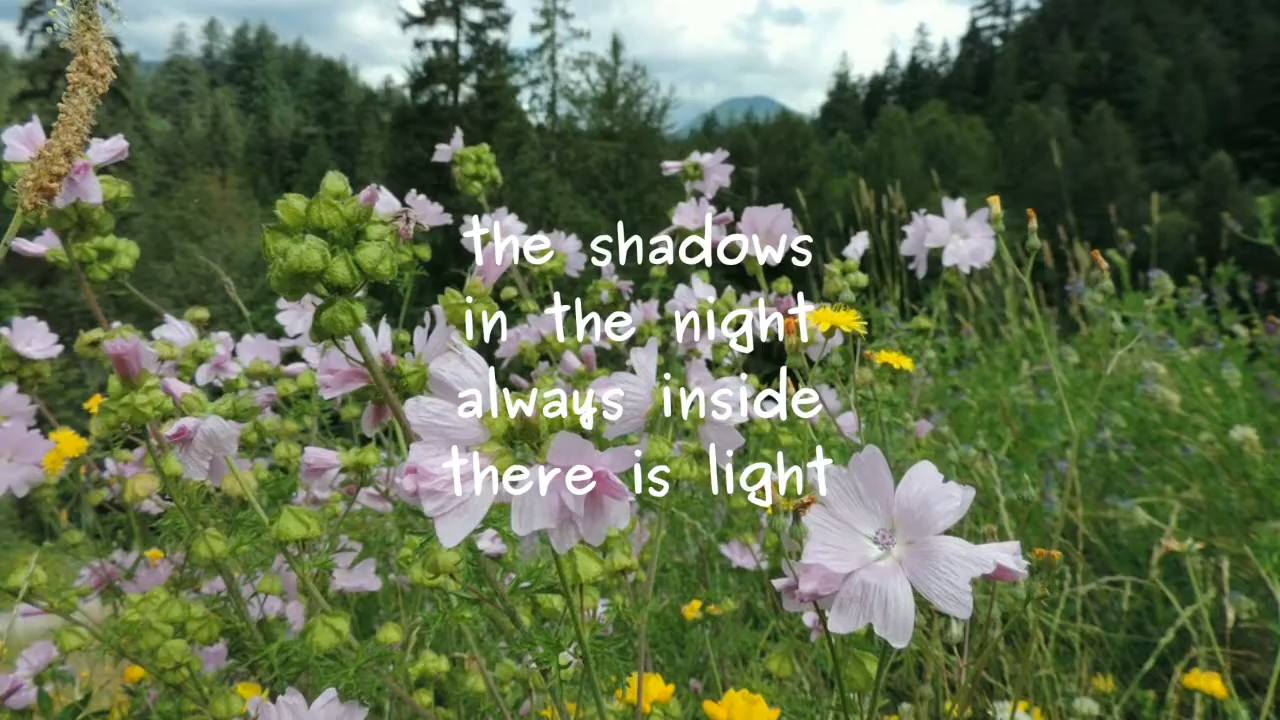 the shadows
in the night
always inside
there is light